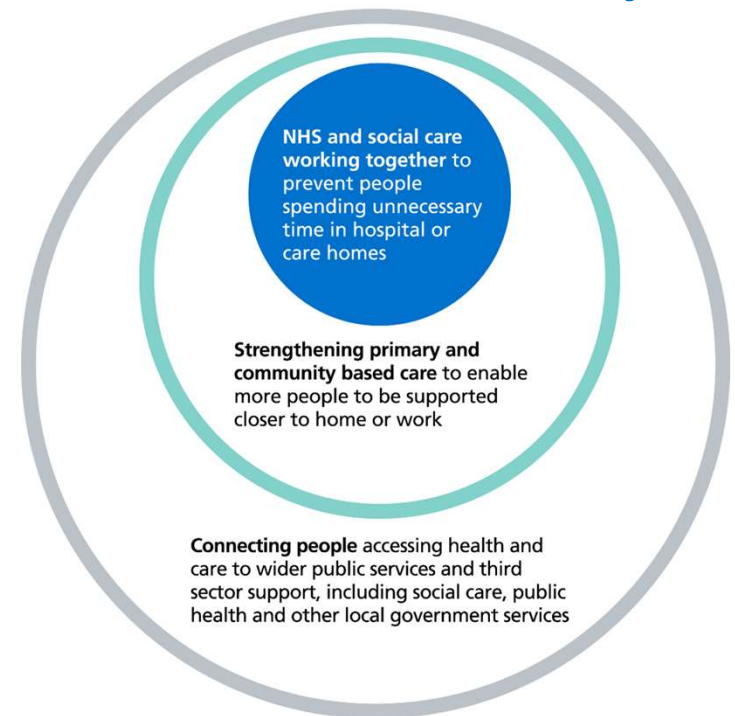 NHS and social care
working together to
prevent people
spending unnecessary
time in hospital or
care homes
Strengthening primary and
community based care to enable
more people to be supported
closer to home or work
Connecting people accessing health and
care to wider public services and third
sector support, including social care, public
health and other local government services